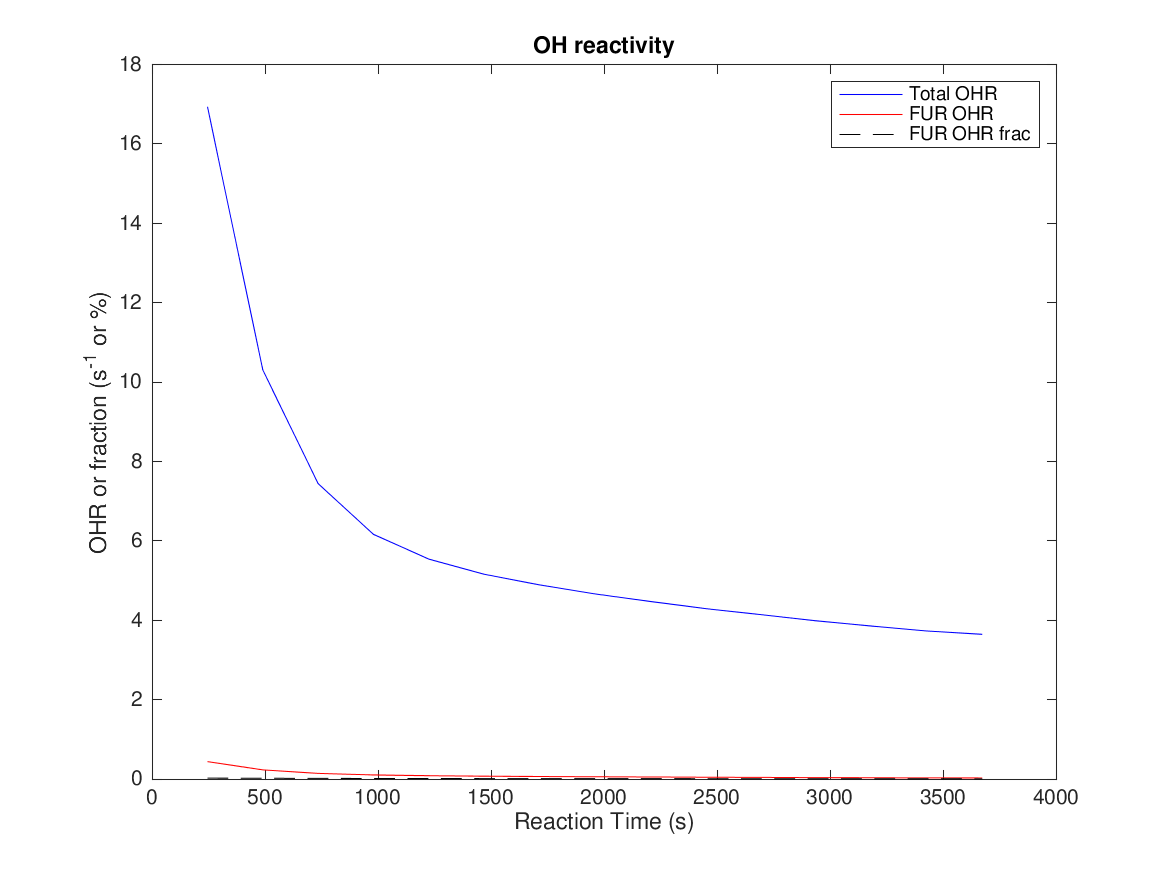 OH reactivity
18
16
14
12
10
8
6
4
2
0
OHR or fraction (s⁻¹ or %)
Total OHR
FUR OHR
FUR OHR frac
0 500 1000 1500 2000 2500 3000 3500 4000
Reaction Time (s)